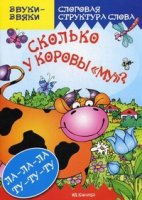 ЗВУКИ-
ЗВЯКИ
СЛОГОВАЯ
СТРУКТУРА СЛОВА
СКОЛЬКО
У КОРОВЫ «МУ»?
ЛА-ЛА-ЛА
ТУ-ТУ-ТУ